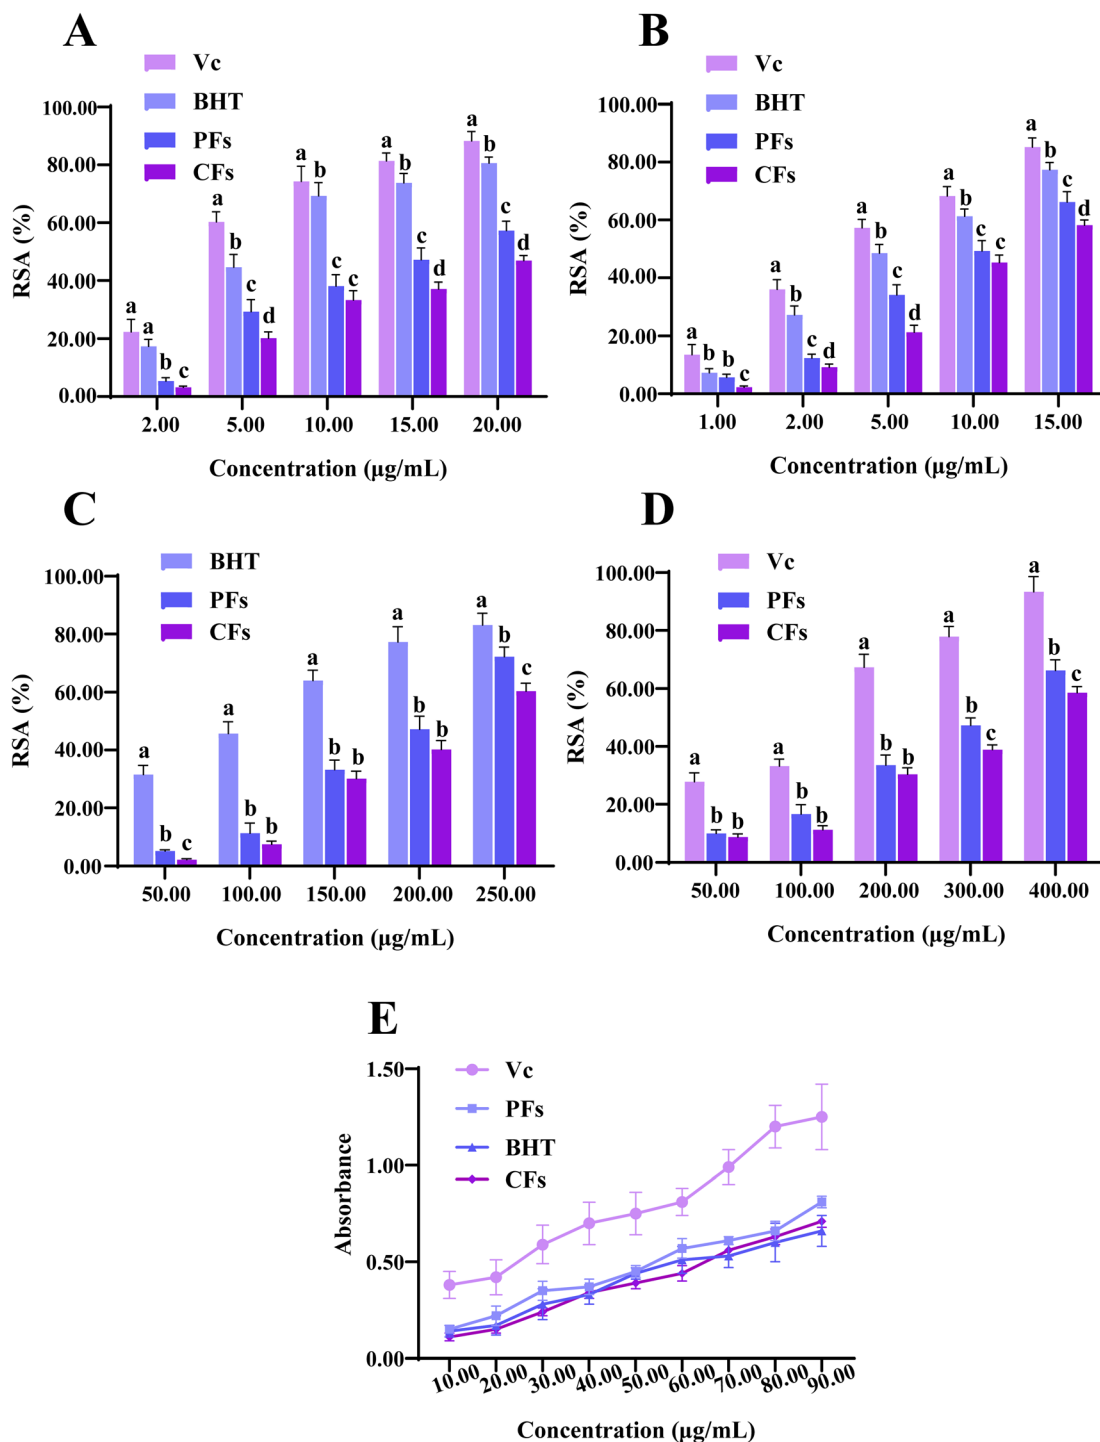 A
Vc
BHT
PFs
CFs
RSA (%)
100.00
80.00
60.00
40.00
20.00
0.00
a a b c
a b c d
a b c c
a b c d
a b c d
2.00 5.00 10.00 15.00 20.00
Concentration (μg/mL)
B
Vc
BHT
PFs
CFs
RSA (%)
100.00
80.00
60.00
40.00
20.00
0.00
a b b c
a b c d
a b c d
a b c c
a b c d
1.00 2.00 5.00 10.00 15.00
Concentration (μg/mL)
C
BHT
PFs
CFs
RSA (%)
100.00
80.00
60.00
40.00
20.00
0.00
a b c
a b b
a b b
a b b
a b c
50.00 100.00 150.00 200.00 250.00
Concentration (μg/mL)
D
Vc
PFs
CFs
RSA (%)
100.00
80.00
60.00
40.00
20.00
0.00
a b b
a b b
a b b
a b c
a b c
50.00 100.00 200.00 300.00 400.00
Concentration (μg/mL)
E
Vc
PFs
BHT
CFs
Absorbance
1.50
1.00
0.50
0.00
10.00 20.00 30.00 40.00 50.00 60.00 70.00 80.00 90.00
Concentration (μg/mL)